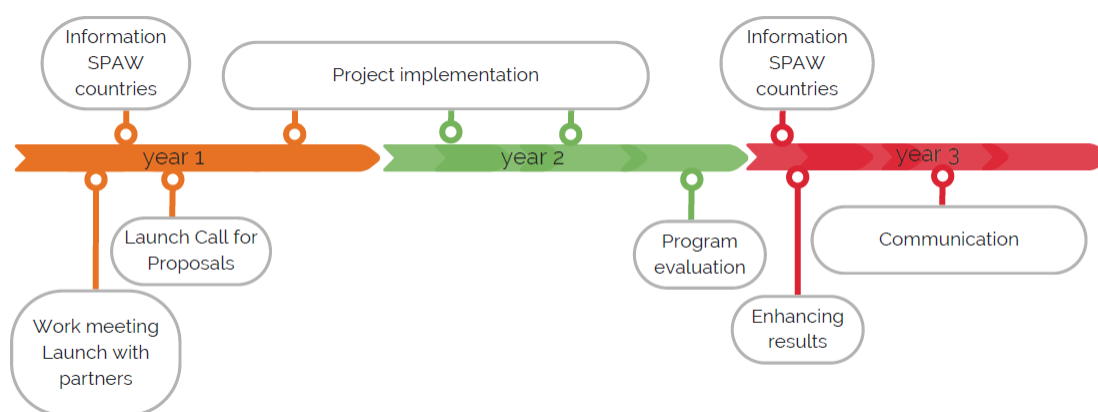 Information
SPAW
countries
Project implementation
Information
SPAW
countries
year 1
year 2
year 3
Launch Call for
Proposals
Work meeting
Launch with
partners
Program
evaluation
Communication
Enhancing
results